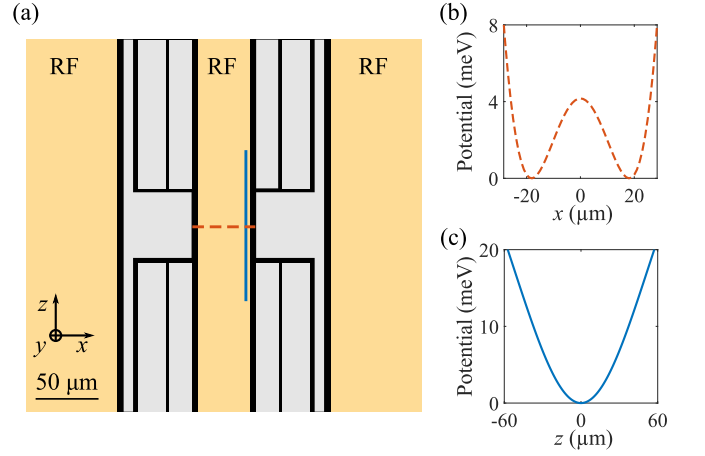 (a)
RF
RF
RF
z
y
x
50 μm
(b)
Potential (meV)
8
4
0
-20
0
20
x (μm)
(c)
Potential (meV)
20
10
0
-60
0
60
z (μm)